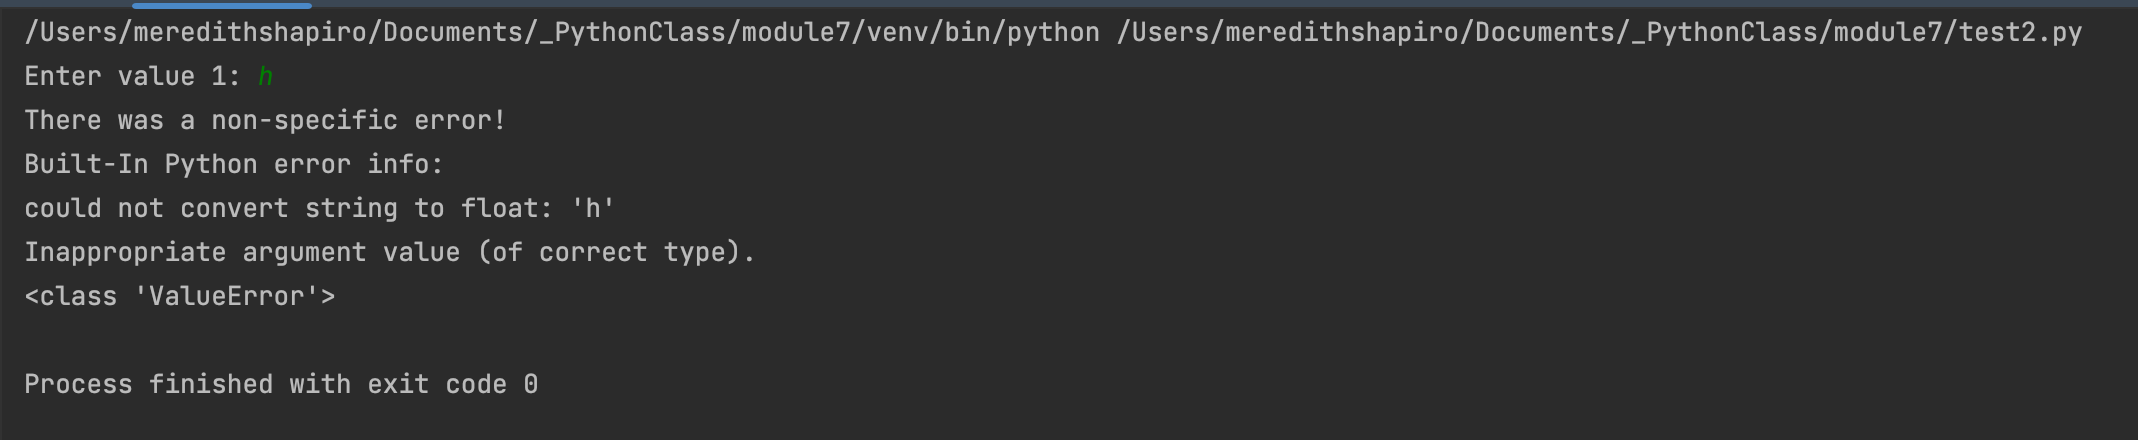 /Users/meredithshapiro/Documents/_PythonClass/module7/venv/bin/python /Users/meredithshapiro/Documents/_PythonClass/module7/test2.py
Enter value 1: h
There was a non-specific error!
Built-In Python error info:
could not convert string to float: 'h'
Inappropriate argument value (of correct type).
<class 'ValueError'>
Process finished with exit code 0